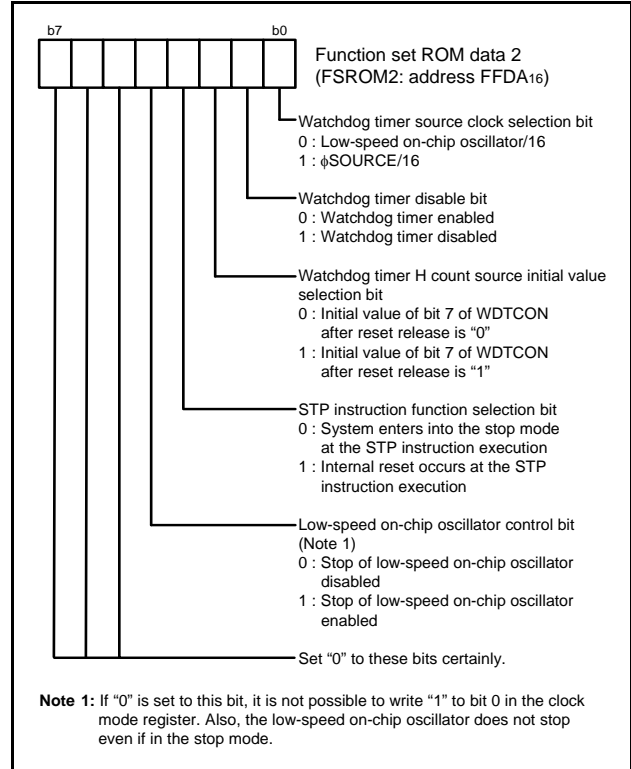 b7
b0
Function set ROM data 2
(FSROM2: address FFDA16)
Watchdog timer source clock selection bit
0 : Low-speed on-chip oscillator/16
1 : ϕSOURCE/16
Watchdog timer disable bit
0 : Watchdog timer enabled
1 : Watchdog timer disabled
Watchdog timer H count source initial value
selection bit
0 : Initial value of bit 7 of WDTCON
after reset release is “0”
1 : Initial value of bit 7 of WDTCON
after reset release is “1”
STP instruction function selection bit
0 : System enters into the stop mode
at the STP instruction execution
1 : Internal reset occurs at the STP
instruction execution
Low-speed on-chip oscillator control bit
(Note 1)
0 : Stop of low-speed on-chip oscillator
disabled
1 : Stop of low-speed on-chip oscillator
enabled
Set “0” to these bits certainly.
Note 1: If “0” is set to this bit, it is not possible to write “1” to bit 0 in the clock
mode register. Also, the low-speed on-chip oscillator does not stop
even if in the stop mode.